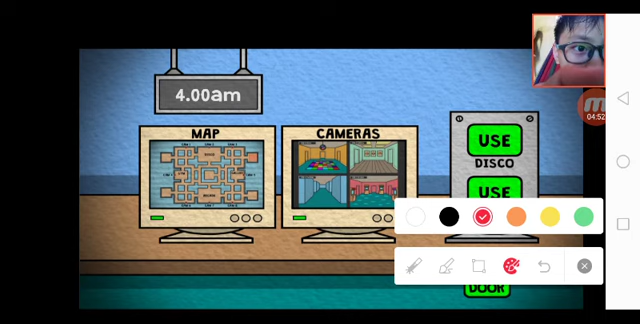 4.00am
MAP
CAMERAS
USE
DISCO
USE
DOOR
04:52